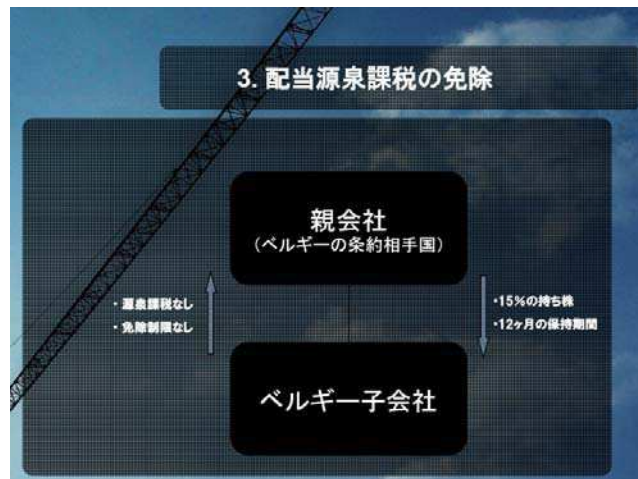 3. 配当源泉課税の免除
親会社
(ベルギーの条約相手国)
・源泉課税なし
・免除制限なし
・15%の持ち株
・12ヶ月の保持期間
ベルギー子会社